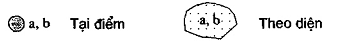 a, b Tại điểm a, b Theo diện